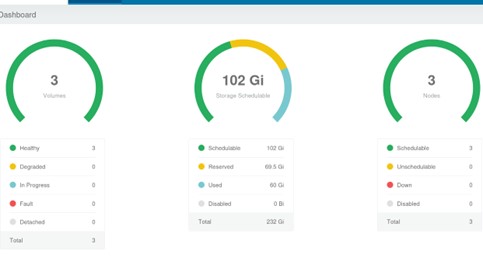 Dashboard
3
Volumes
102 Gi
Storage Schedulable
3
Nodes
Healthy 3
Degraded 0
In Progress 0
Fault 0
Detached 0
Total 3
Schedulable 102 Gi
Reserved 69.5 Gi
Used 60 Gi
Disabled 0 Bi
Total 232 Gi
Schedulable 3
Unschedulable 0
Down 0
Disabled 0
Total 3